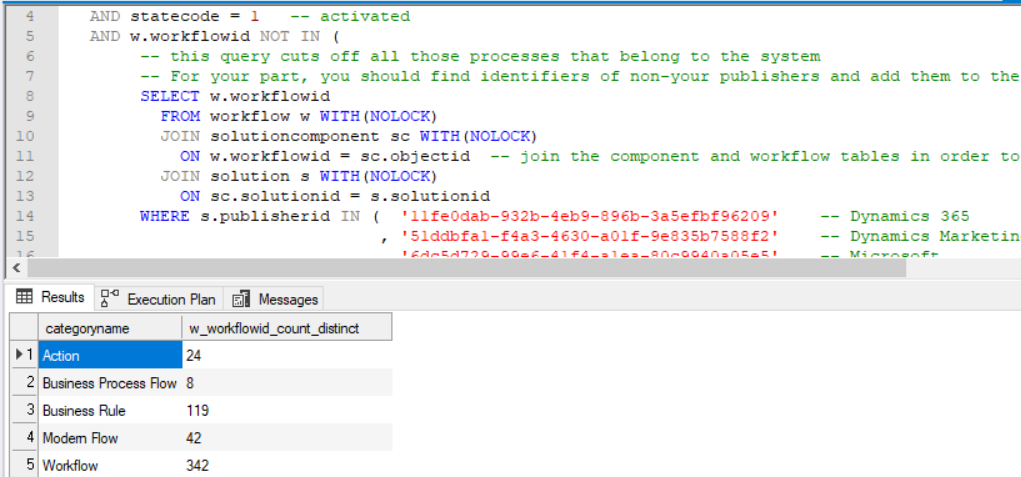 4 AND statecode = 1 -- activated
5 AND w.workflowid NOT IN (
6 -- this query cuts off all those processes that belong to the system
7 -- For your part, you should find identifiers of non-your publishers and add them to the
8 SELECT w.workflowid
9 FROM workflow w WITH(NOLOCK)
10 JOIN solutioncomponent sc WITH(NOLOCK)
11 ON w.workflowid = sc.objectid -- join the component and workflow tables in order to
12 JOIN solution s WITH(NOLOCK)
13 ON sc.solutionid = s.solutionid
14 WHERE s.publisherid IN ( '11fe0dab-932b-4eb9-896b-3a5efbf96209' -- Dynamics 365
15 , '51ddbfa1-f4a3-4630-a01f-9e835b7588f2' -- Dynamics Marketin
16 '6dc5d729-99e6-41f4-a1ea-80c9940a05e5' -- Microsoft
Results Execution Plan Messages
categoryname w_workflowid_count_distinct
1 Action 24
2 Business Process Flow 8
3 Business Rule 119
4 Modern Flow 42
5 Workflow 342